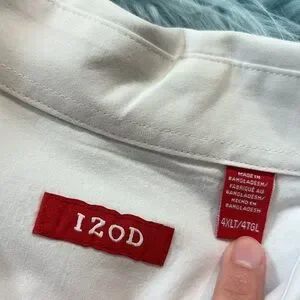 IZOD
MADE IN
BANGLADESH/
FABRIQUÉ AU
BANGLADESH/
HECHO EN
BANGLADESH
4XLT/4TGL